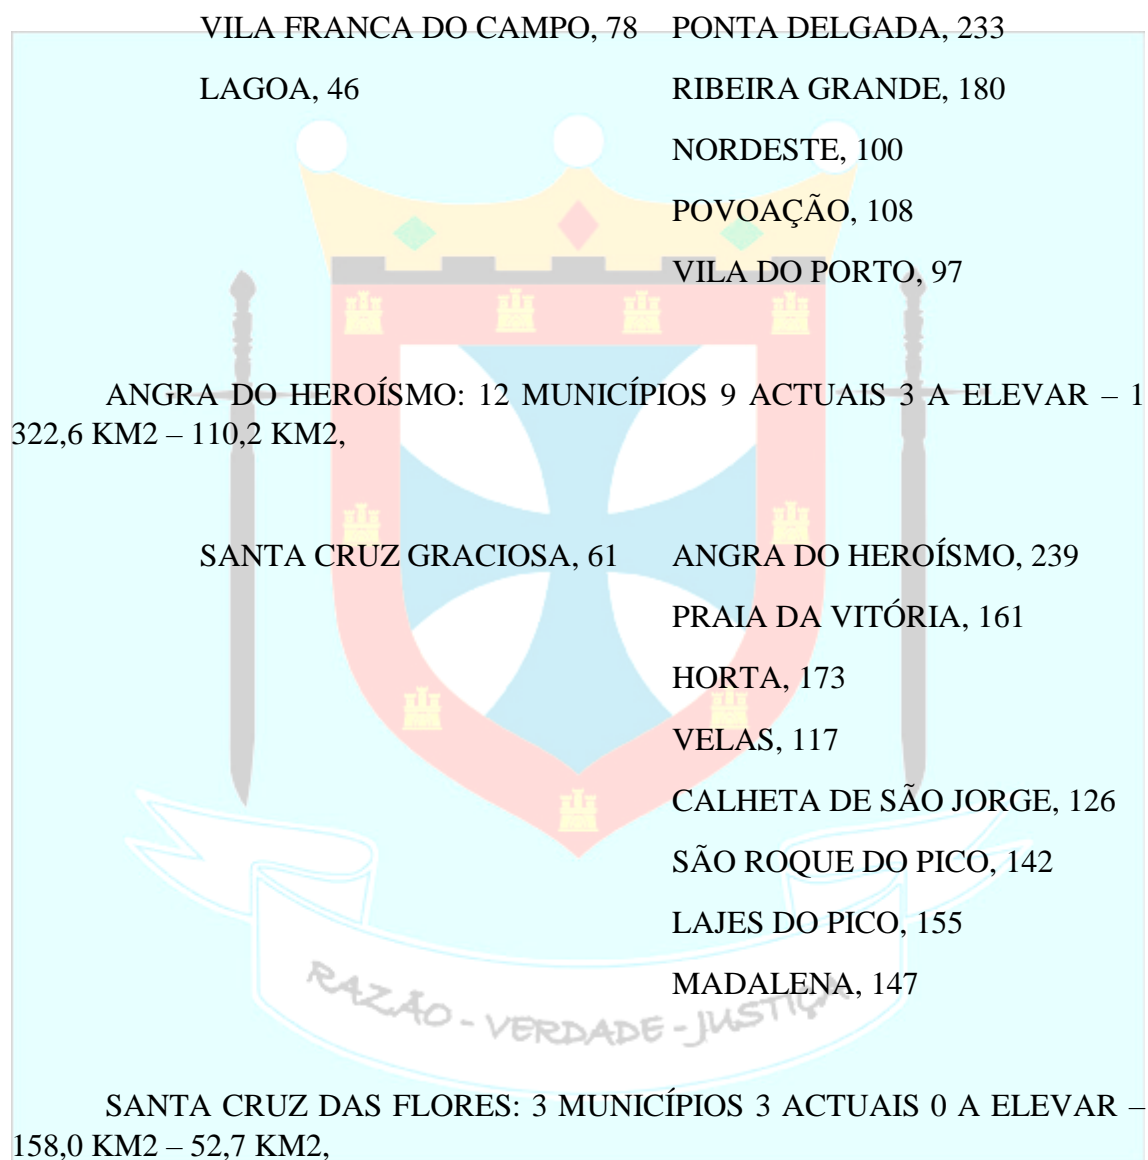 VILA FRANCA DO CAMPO, 78 PONTA DELGADA, 233
LAGOA, 46 RIBEIRA GRANDE, 180
NORDESTE, 100
POVOAÇÃO, 108
VILA DO PORTO, 97
ANGRA DO HEROÍSMO: 12 MUNICÍPIOS 9 ACTUAIS 3 A ELEVAR – 1
322,6 KM2 – 110,2 KM2,
SANTA CRUZ GRACIOSA, 61 ANGRA DO HEROÍSMO, 239
PRAIA DA VITÓRIA, 161
HORTA, 173
VELAS, 117
CALHETA DE SÃO JORGE, 126
SÃO ROQUE DO PICO, 142
LAJES DO PICO, 155
MADALENA, 147
RAZÃO - VERDADE - JUSTIÇA
SANTA CRUZ DAS FLORES: 3 MUNICÍPIOS 3 ACTUAIS 0 A ELEVAR –
158,0 KM2 – 52,7 KM2,